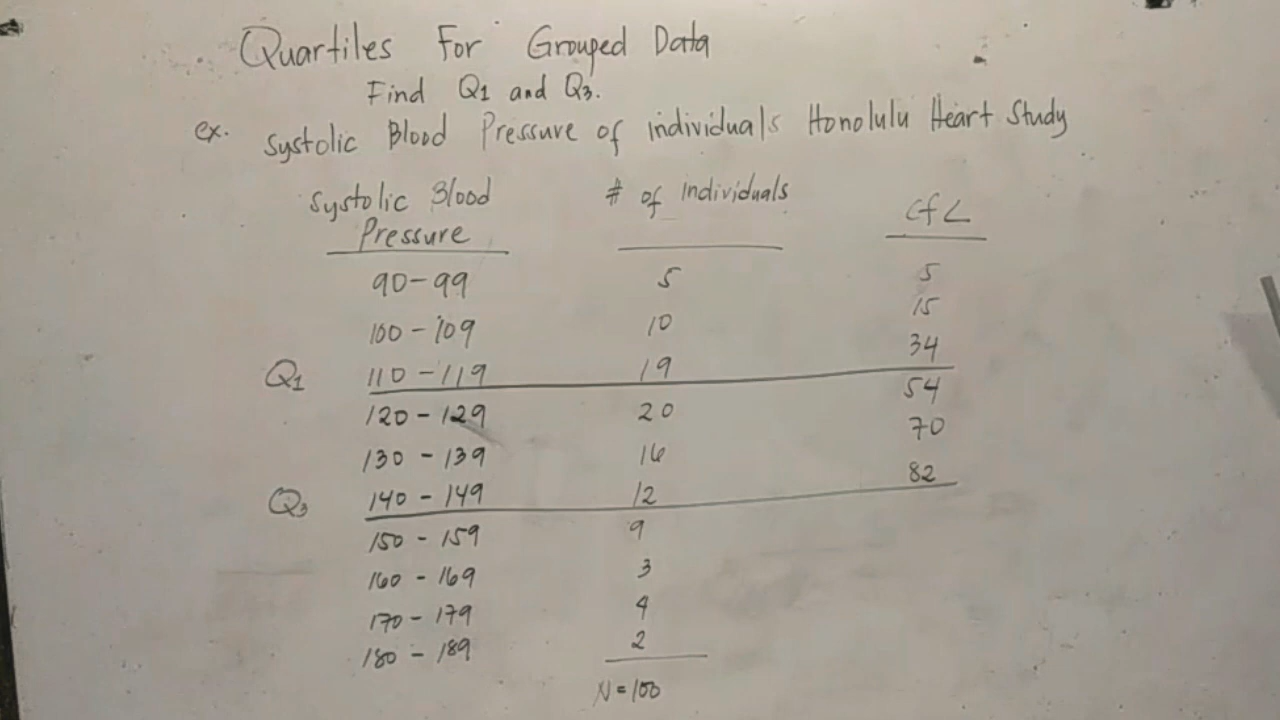 Quartiles For Grouped Data
Find Q1 and Q3.
ex. Systolic Blood Pressure of individuals Honolulu Heart Study
Systolic Blood Pressure # of individuals cf<
90-99 5 5
100-109 10 15
Q1 110-119 19 34
120-129 20 54
130-139 16 70
Q3 140-149 12 82
150-159 9
160-169 3
170-179 4
180-189 2
N=100